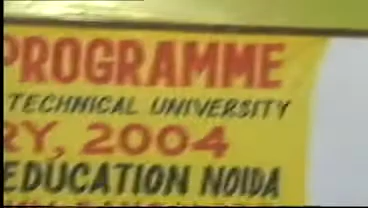 PROGRAMME
TECHNICAL UNIVERSITY
RY, 2004
EDUCATION NOIDA